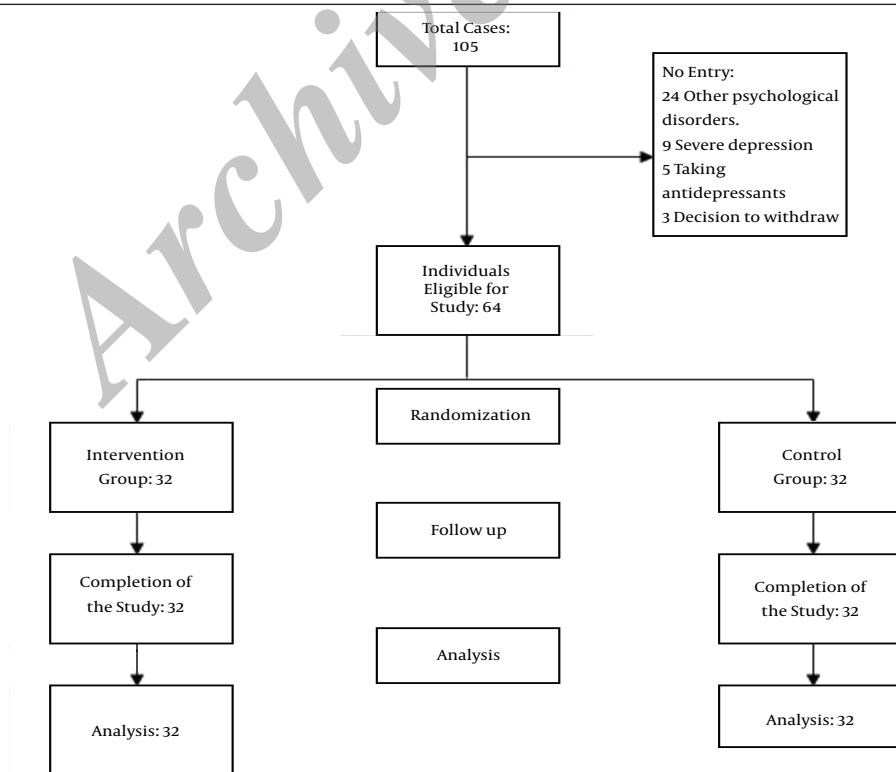 Total Cases:
105
No Entry:
24 Other psychological
disorders.
9 Severe depression
5 Taking
antidepressants
3 Decision to withdraw
Individuals
Eligible for
Study: 64
Randomization
Intervention
Group: 32
Control
Group: 32
Follow up
Completion of
the Study: 32
Completion of
the Study: 32
Analysis
Analysis: 32
Analysis: 32
Archive